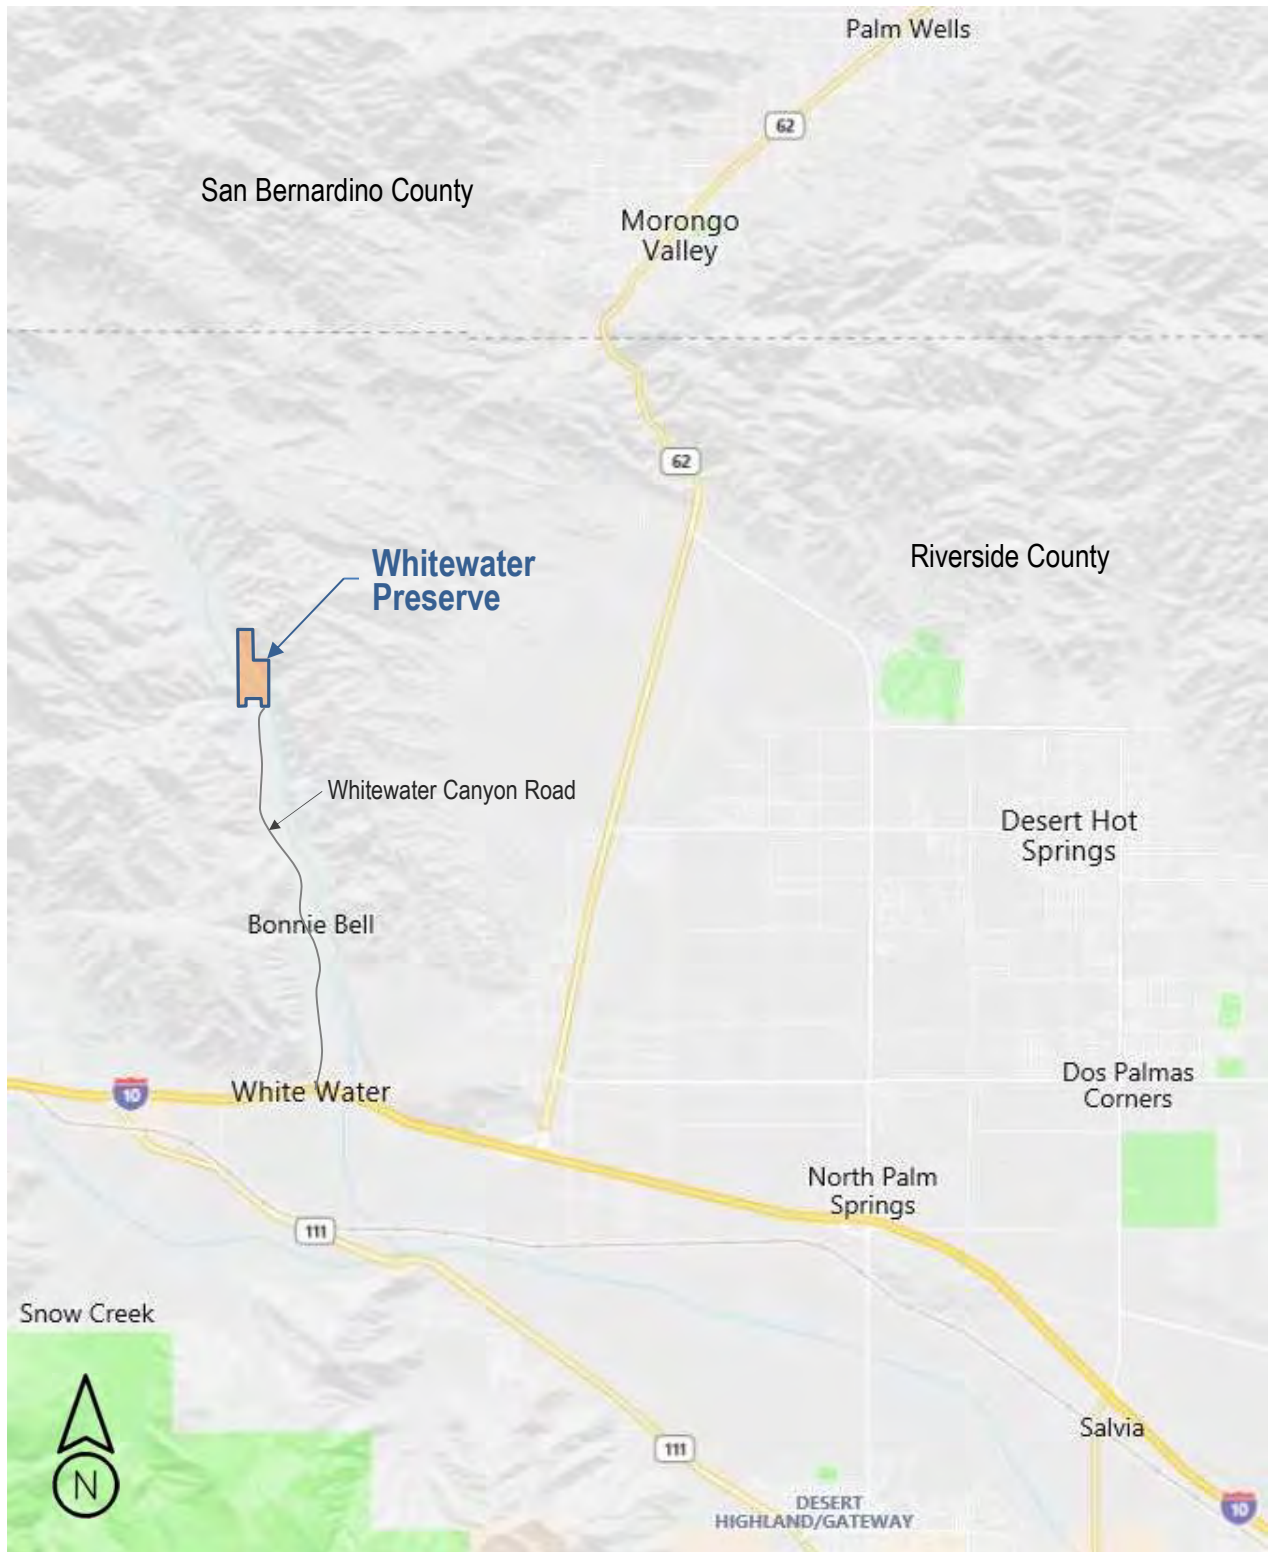 Palm Wells
62
San Bernardino County
Morongo
Valley
62
Riverside County
Whitewater
Preserve
Whitewater Canyon Road
Desert Hot
Springs
Bonnie Bell
Dos Palmas
Corners
10
White Water
North Palm
Springs
111
Snow Creek
Salvia
111
N
DESERT
HIGHLAND/GATEWAY
10